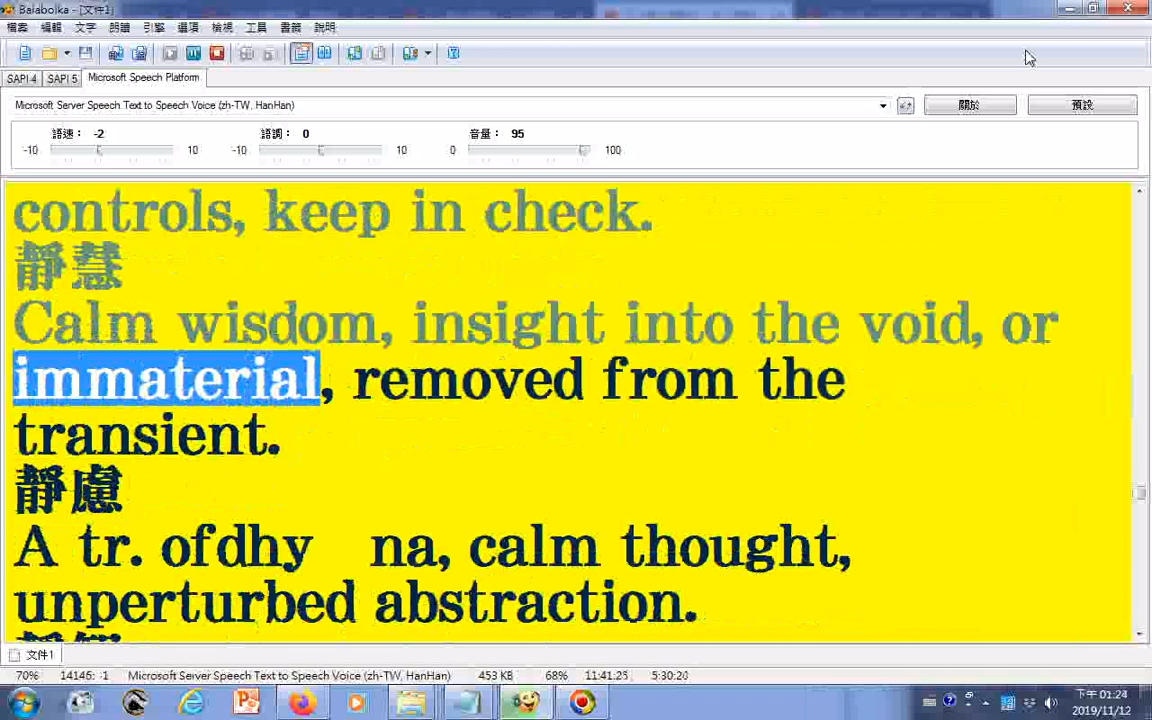 Balabolka - [文件1]
檔案 編輯 文字 朗讀 引擎 選項 檢視 工具 書籤 說明
SAPI 4 SAPI 5 Microsoft Speech Platform
Microsoft Server Speech Text to Speech Voice (zh-TW, HanHan) 關於 預設
語速： -2 語調： 0 音量： 95
-10 10 -10 10 0 100
controls, keep in check.
靜慧
Calm wisdom, insight into the void, or
immaterial, removed from the
transient.
靜慮
A tr. ofdhy na, calm thought,
unperturbed abstraction.
文件1
70% 14145: 1 Microsoft Server Speech Text to Speech Voice (zh-TW, HanHan) 453 KB 68% 11:41:25 5:30:20
下午 01:24
2019/11/12